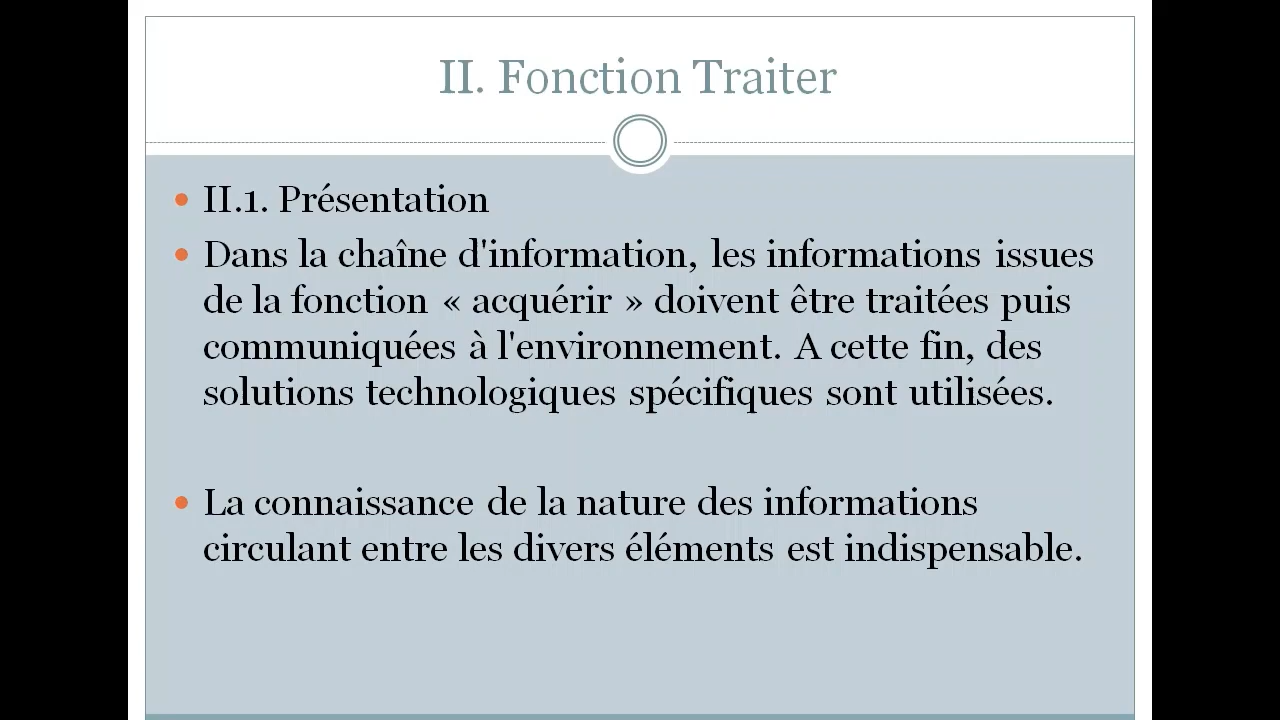 II. Fonction Traiter
II.1. Présentation
Dans la chaîne d'information, les informations issues
de la fonction « acquérir » doivent être traitées puis
communiquées à l'environnement. A cette fin, des
solutions technologiques spécifiques sont utilisées.
La connaissance de la nature des informations
circulant entre les divers éléments est indispensable.